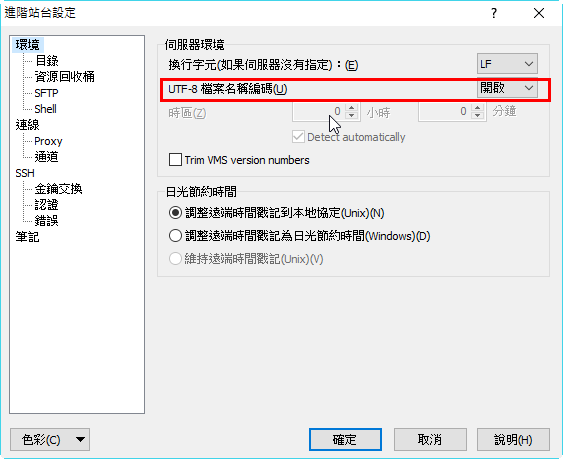 進階站台設定
環境
目錄
資源回收桶
SFTP
Shell
連線
Proxy
通道
SSH
金鑰交換
認證
錯誤
筆記
伺服器環境
換行字元(如果伺服器沒有指定)：(E) LF
UTF-8 檔案名稱編碼(U) 開啟
時區(Z) 0 小時 0 分鐘
Detect automatically
Trim VMS version numbers
日光節約時間
調整遠端時間戳記到本地協定(Unix)(N)
調整遠端時間戳記為日光節約時間(Windows)(D)
維持遠端時間戳記(Unix)(V)
色彩(C) 確定 取消 說明(H)